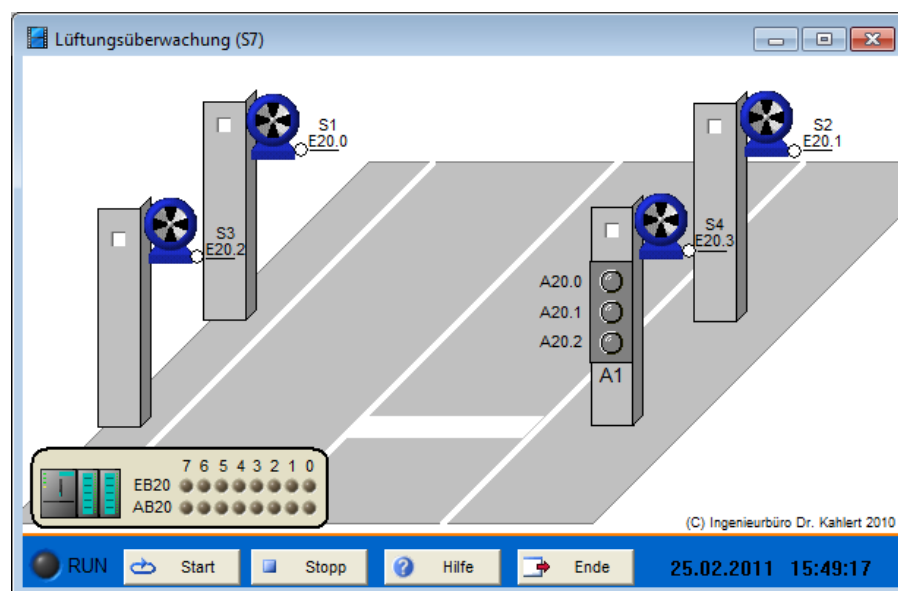 Lüftungsüberwachung (S7)
S1
E20.0
S2
E20.1
S3
E20.2
S4
E20.3
A20.0
A20.1
A20.2
A1
7 6 5 4 3 2 1 0
EB20
AB20
(C) Ingenieurbüro Dr. Kahlert 2010
RUN Start Stopp Hilfe Ende 25.02.2011 15:49:17